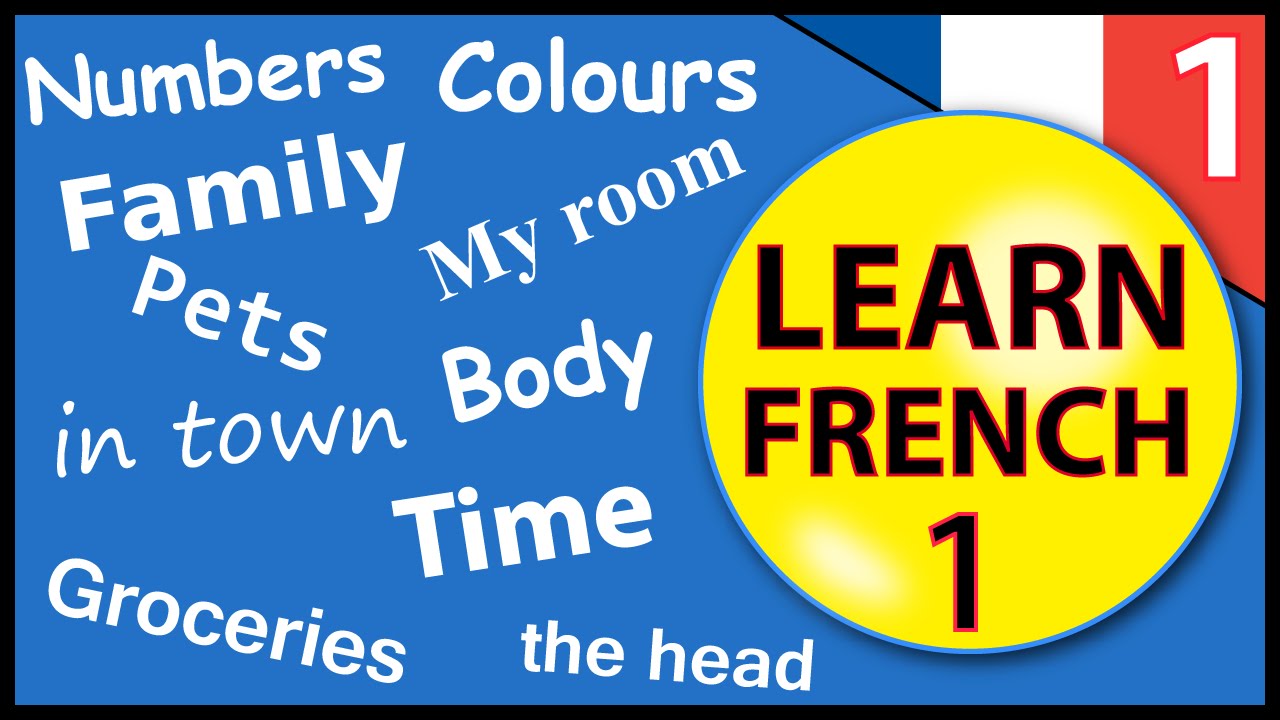 Numbers
Colours
Family
My room
Pets
Body
in town
Time
Groceries
the head
1
LEARN
FRENCH
1